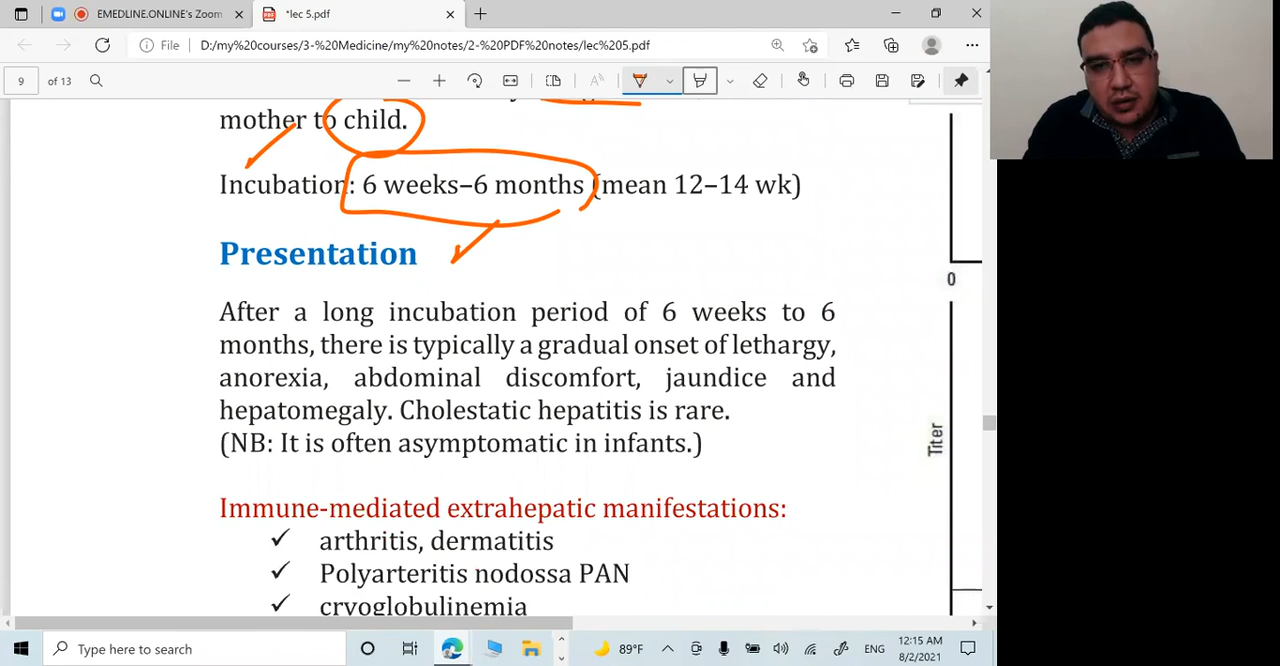 EMEDLINE.ONLINE's Zoom
*lec 5.pdf
File
D:/my%20courses/3-%20Medicine/my%20notes/2-%20PDF%20notes/lec%205.pdf
9 of 13
mother to child.
Incubation: 6 weeks–6 months (mean 12–14 wk)
Presentation
After a long incubation period of 6 weeks to 6
months, there is typically a gradual onset of lethargy,
anorexia, abdominal discomfort, jaundice and
hepatomegaly. Cholestatic hepatitis is rare.
(NB: It is often asymptomatic in infants.)
Immune-mediated extrahepatic manifestations:
✓ arthritis, dermatitis
✓ Polyarteritis nodossa PAN
✓ cryoglobulinemia
0
Titer
Type here to search
89°F
ENG
12:15 AM
8/2/2021